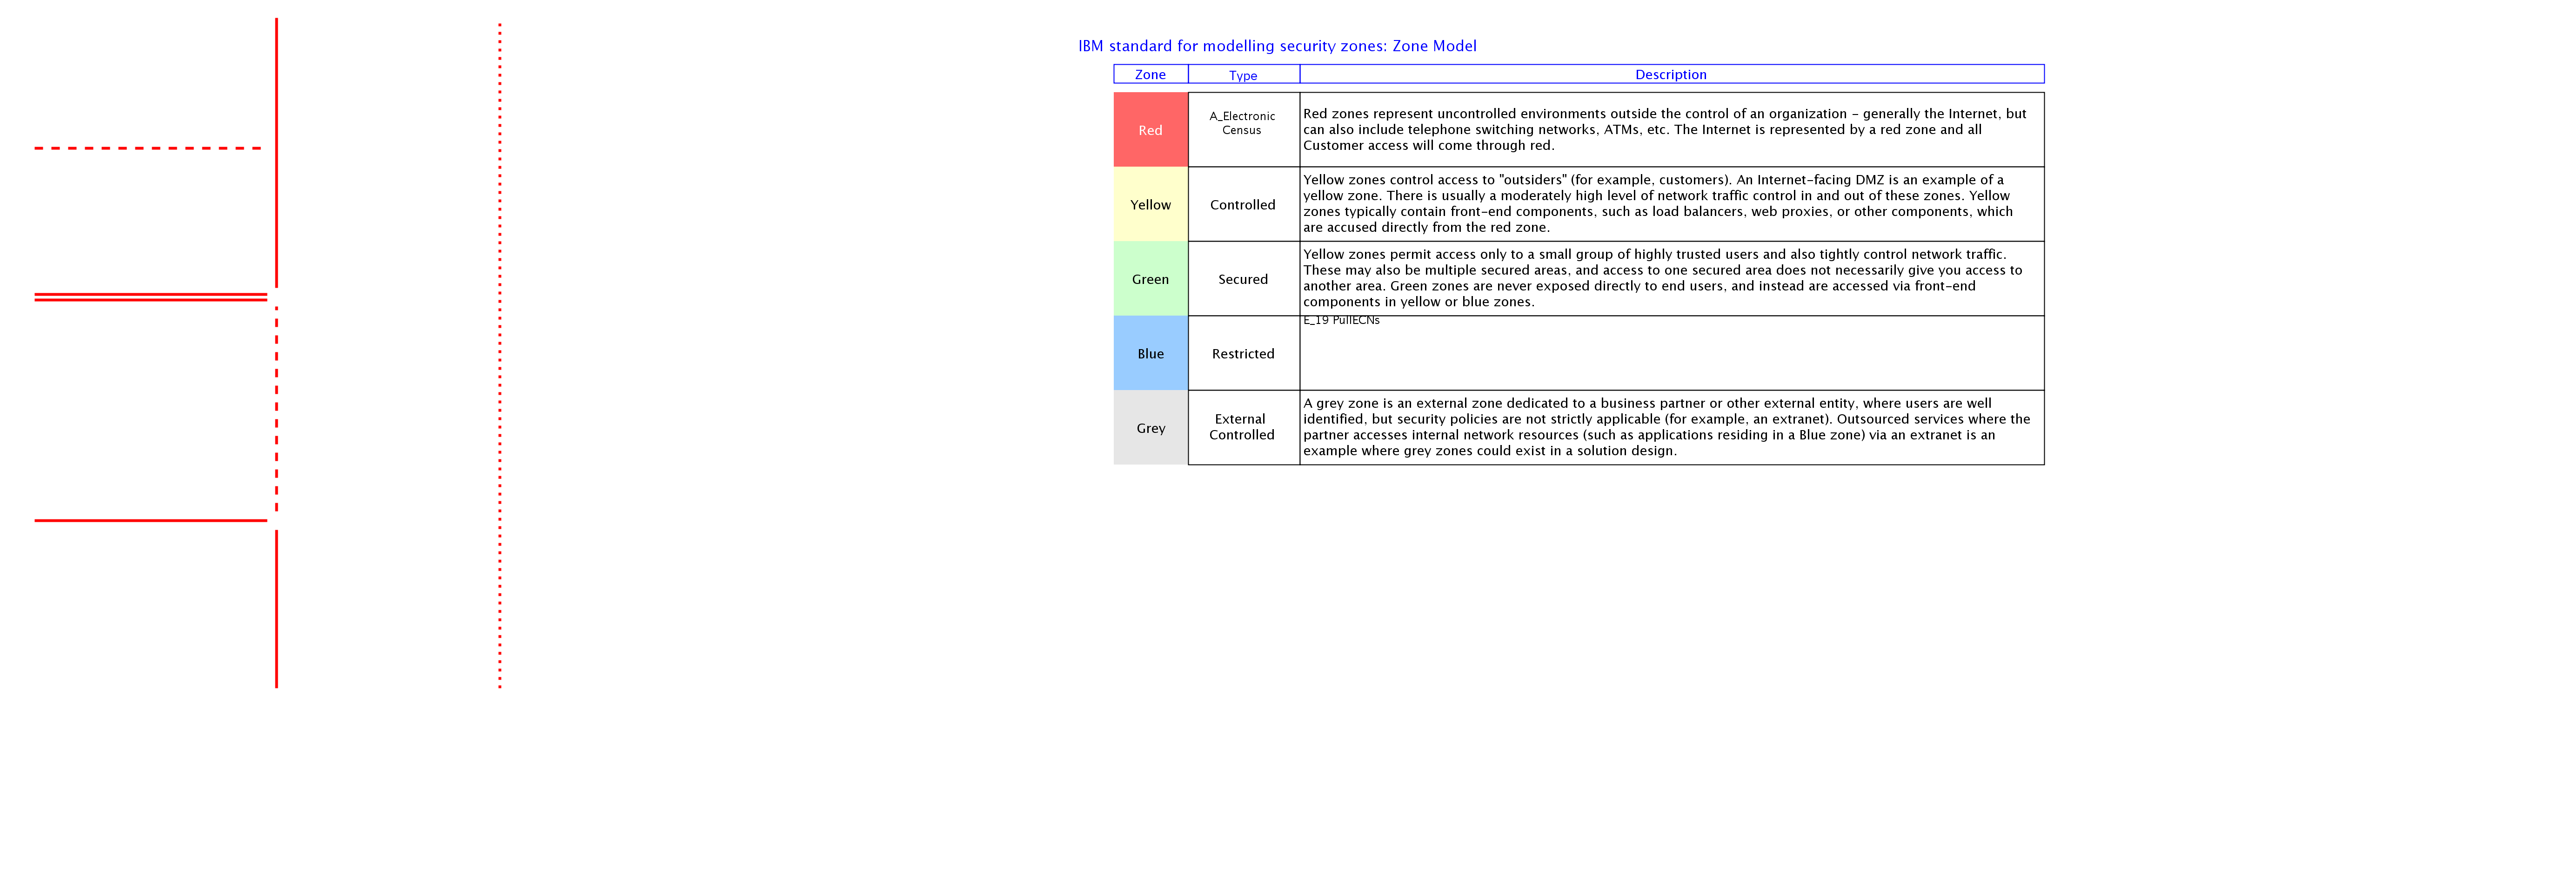 IBM standard for modelling security zones: Zone Model
Zone Type Description
Red
A_Electronic
Census
Red zones represent uncontrolled environments outside the control of an organization - generally the Internet, but
can also include telephone switching networks, ATMs, etc. The Internet is represented by a red zone and all
Customer access will come through red.
Yellow
Controlled
Yellow zones control access to "outsiders" (for example, customers). An Internet-facing DMZ is an example of a
yellow zone. There is usually a moderately high level of network traffic control in and out of these zones. Yellow
zones typically contain front-end components, such as load balancers, web proxies, or other components, which
are accused directly from the red zone.
Green
Secured
Yellow zones permit access only to a small group of highly trusted users and also tightly control network traffic.
These may also be multiple secured areas, and access to one secured area does not necessarily give you access to
another area. Green zones are never exposed directly to end users, and instead are accessed via front-end
components in yellow or blue zones.
Blue
Restricted
E_19 PullECNs
Grey
External
Controlled
A grey zone is an external zone dedicated to a business partner or other external entity, where users are well
identified, but security policies are not strictly applicable (for example, an extranet). Outsourced services where the
partner accesses internal network resources (such as applications residing in a Blue zone) via an extranet is an
example where grey zones could exist in a solution design.